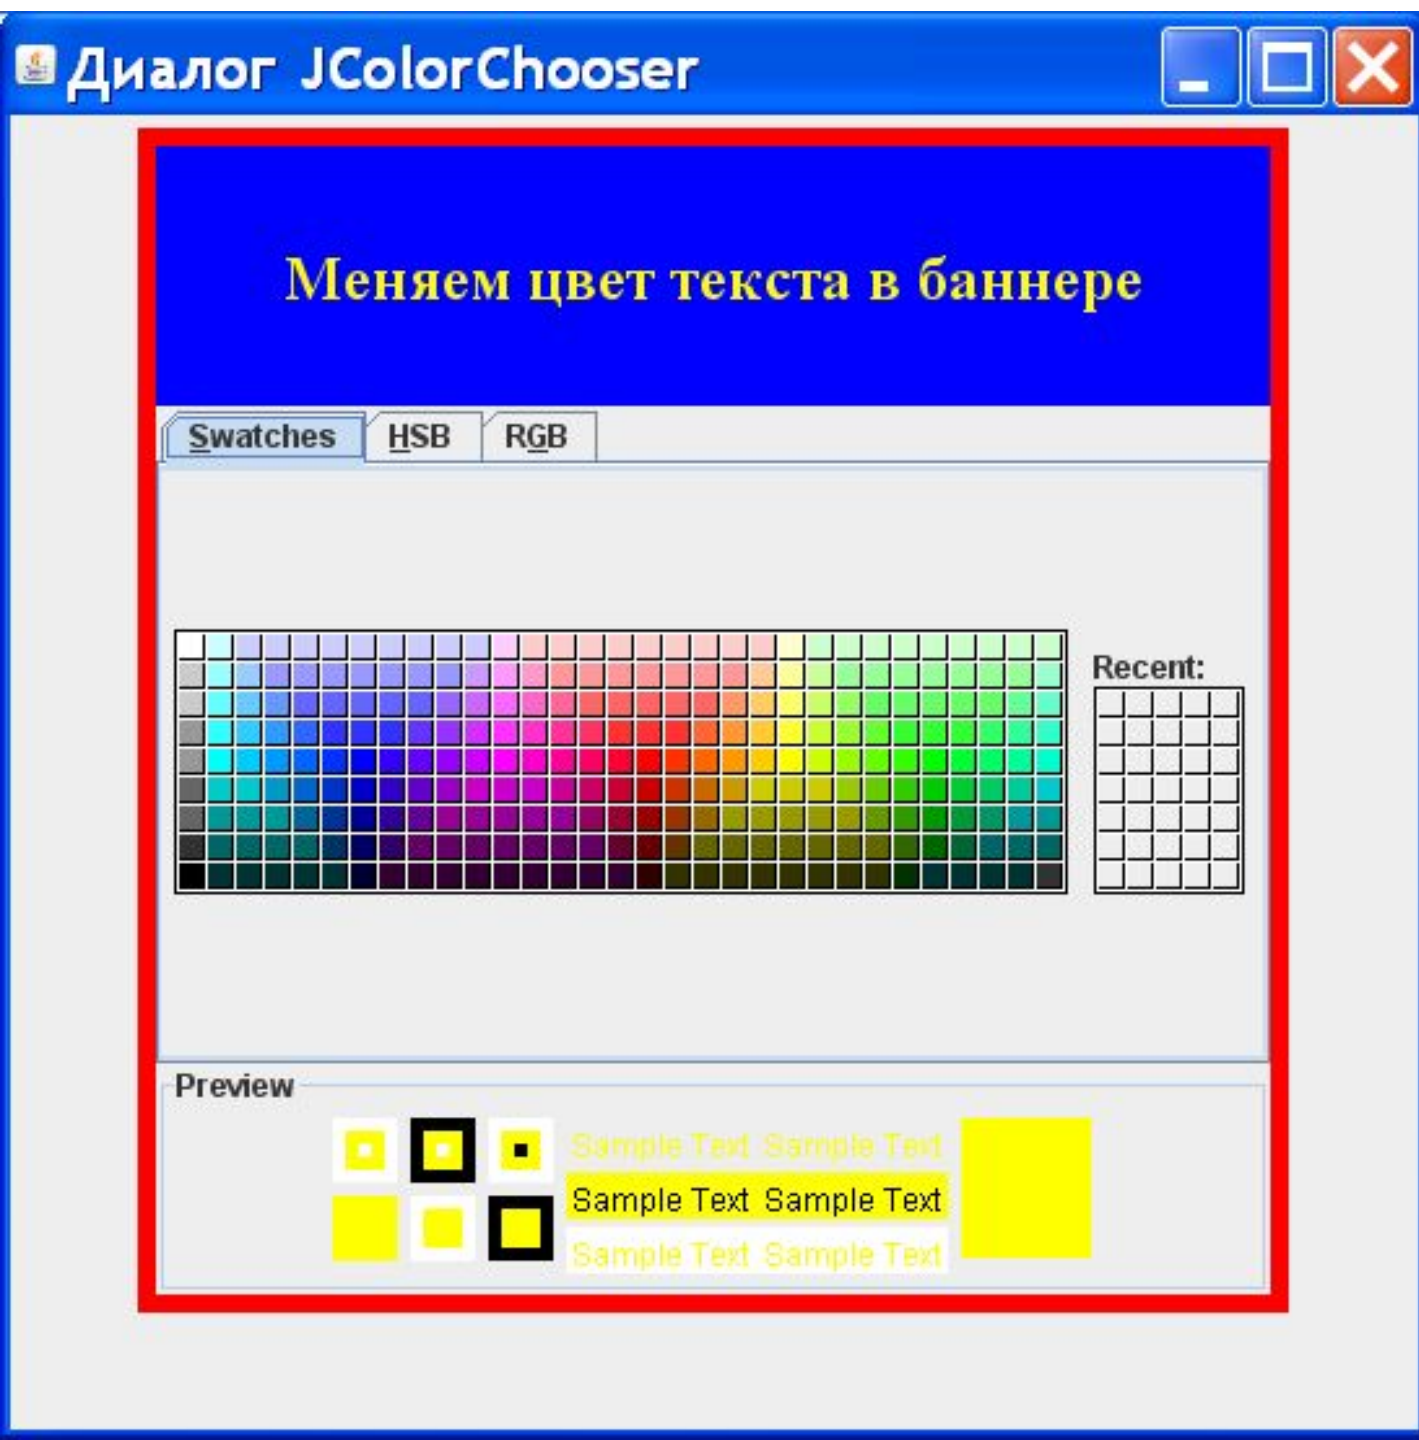 Диалог JColorChooser
Меняем цвет текста в баннере
Swatches HSB RGB
Recent:
Preview
Sample Text Sample Text
Sample Text Sample Text
Sample Text Sample Text